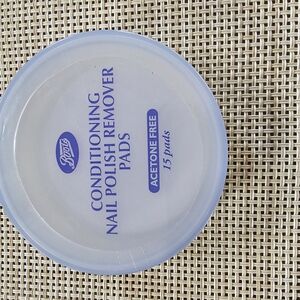 Boots
CONDITIONING
NAIL POLISH REMOVER
PADS
ACETONE FREE
15 pads